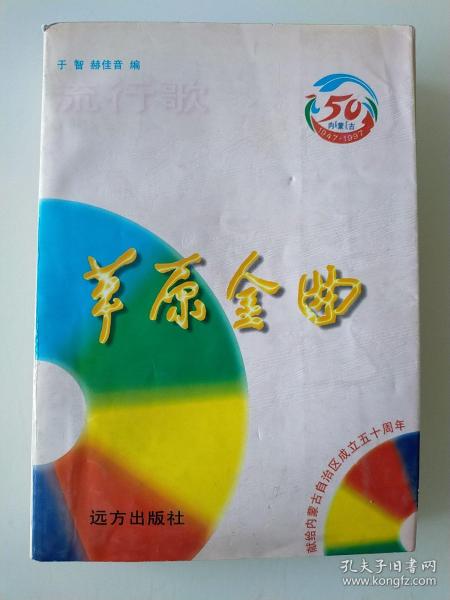 于智 赫佳音 编
流行歌
50
内蒙古
1947-1997
草原金曲
献给内蒙古自治区成立五十周年
远方出版社
孔夫子旧书网
www.kongfz.com